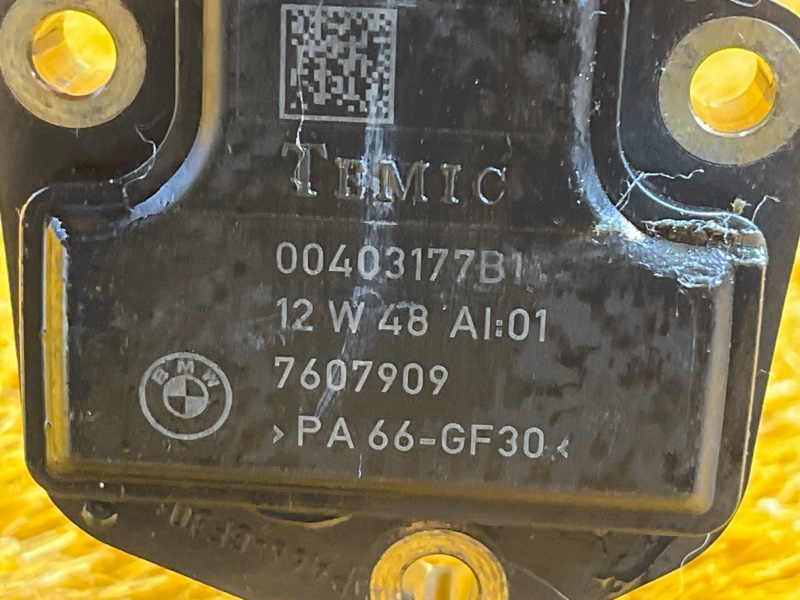 TEMIC
00403177B1
12 W 48 AI:01
7607909
BMW
>PA 66-GF30<